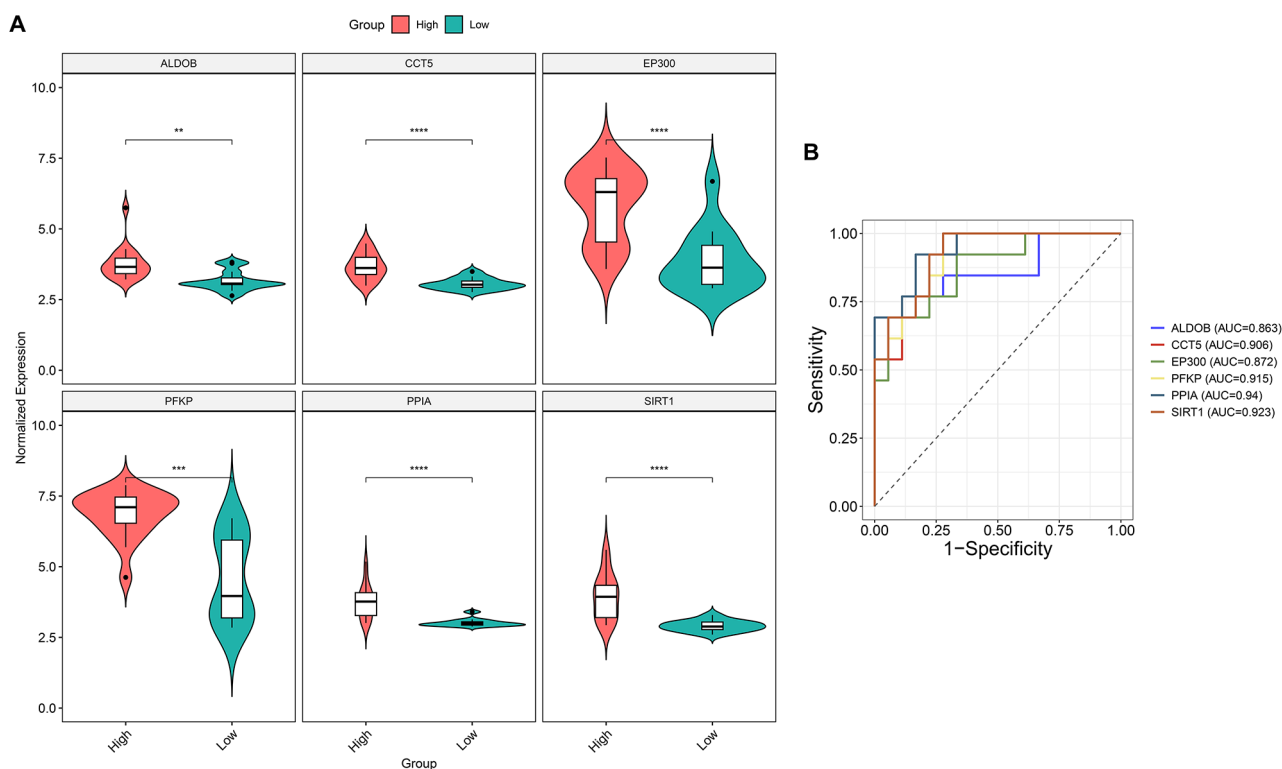 A
Group High Low
ALDOB CCT5 EP300
10.0
7.5
5.0
2.5
0.0
** **** ****
Normalized Expression
PFKP PPIA SIRT1
10.0
7.5
5.0
2.5
0.0
*** **** ****
High Low High Low High Low
Group
B
Sensitivity
1.00
0.75
0.50
0.25
0.00
0.00 0.25 0.50 0.75 1.00
1−Specificity
ALDOB (AUC=0.863)
CCT5 (AUC=0.906)
EP300 (AUC=0.872)
PFKP (AUC=0.915)
PPIA (AUC=0.94)
SIRT1 (AUC=0.923)